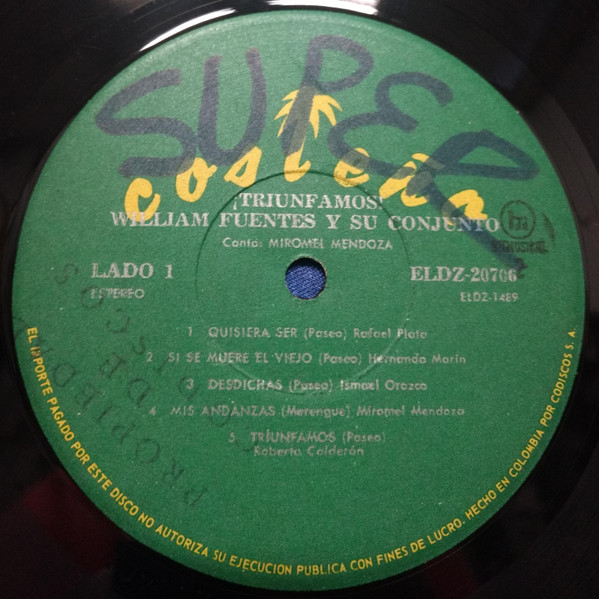 SUPER
costeña
¡TRIUNFAMOS!
WILLIAM FUENTES Y SU CONJUNTO
Canta: MIROMEL MENDOZA
LADO 1
ELDZ-20706
ESTEREO
ELDZ-1489
2
1 QUISIERA SER (Paseo) Rafael Plata
2 SI SE MUERE EL VIEJO (Paseo) Hernando Marin
3 DESDICHAS (Paseo) Ismael Orozco
4 MIS ANDANZAS (Merengue) Miromel Mendoza
5 TRIUNFAMOS (Paseo)
Roberto Calderón
DISCOS
EL IMPORTE PAGADO POR ESTE DISCO NO AUTORIZA SU EJECUCION PUBLICA CON FINES DE LUCRO. HECHO EN COLOMBIA POR CODISCOS S. A.